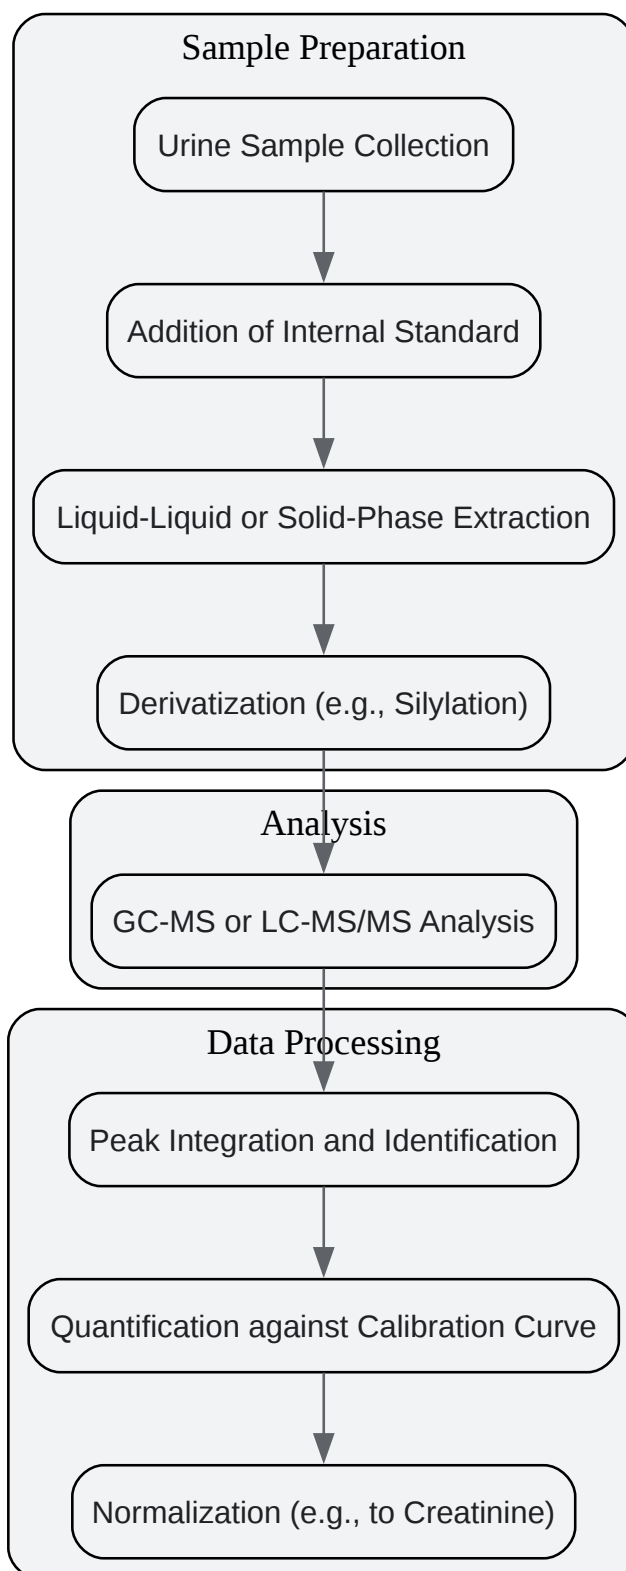 Sample Preparation
Urine Sample Collection
Addition of Internal Standard
Liquid-Liquid or Solid-Phase Extraction
Derivatization (e.g., Silylation)
Analysis
GC-MS or LC-MS/MS Analysis
Data Processing
Peak Integration and Identification
Quantification against Calibration Curve
Normalization (e.g., to Creatinine)